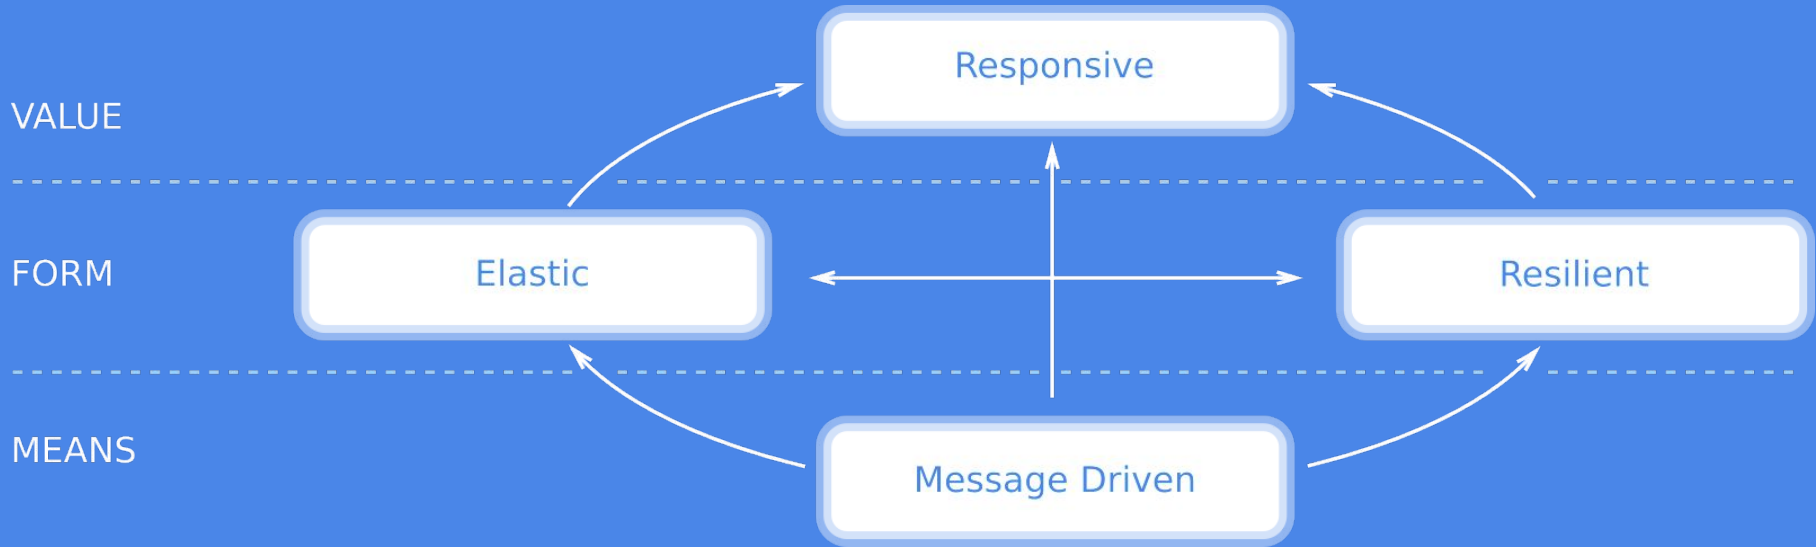 Responsive
VALUE
FORM
Elastic
Resilient
MEANS
Message Driven